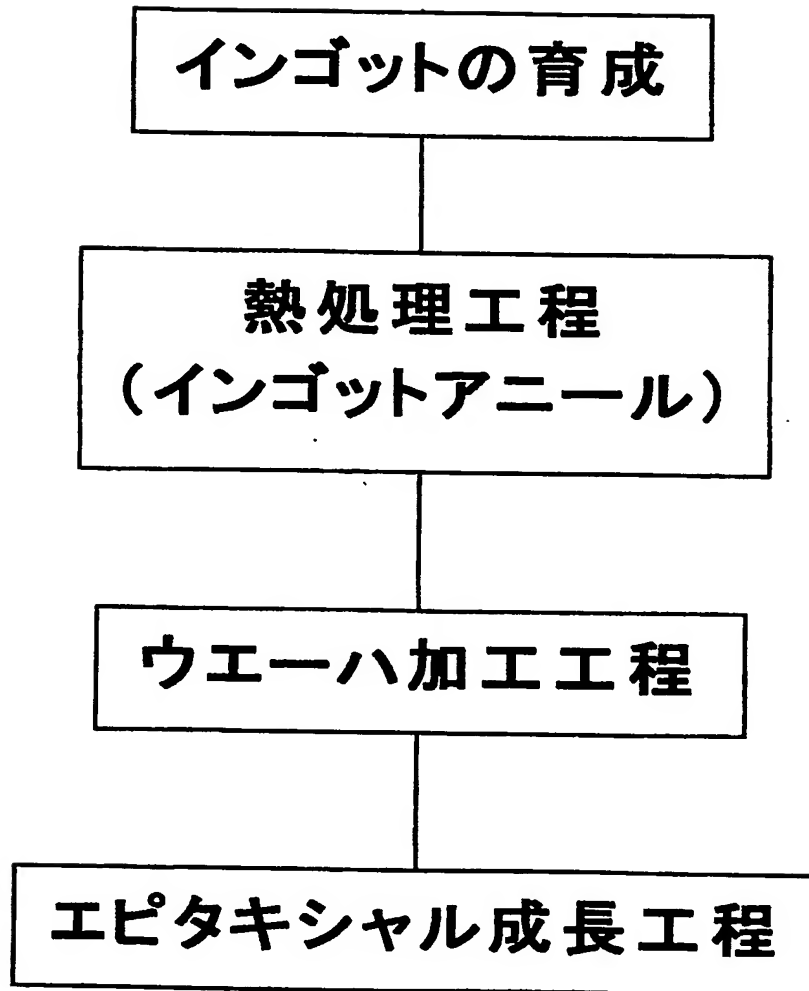 インゴットの育成
熱処理工程
（インゴットアニール）
ウエーハ加工工程
エピタキシャル成長工程